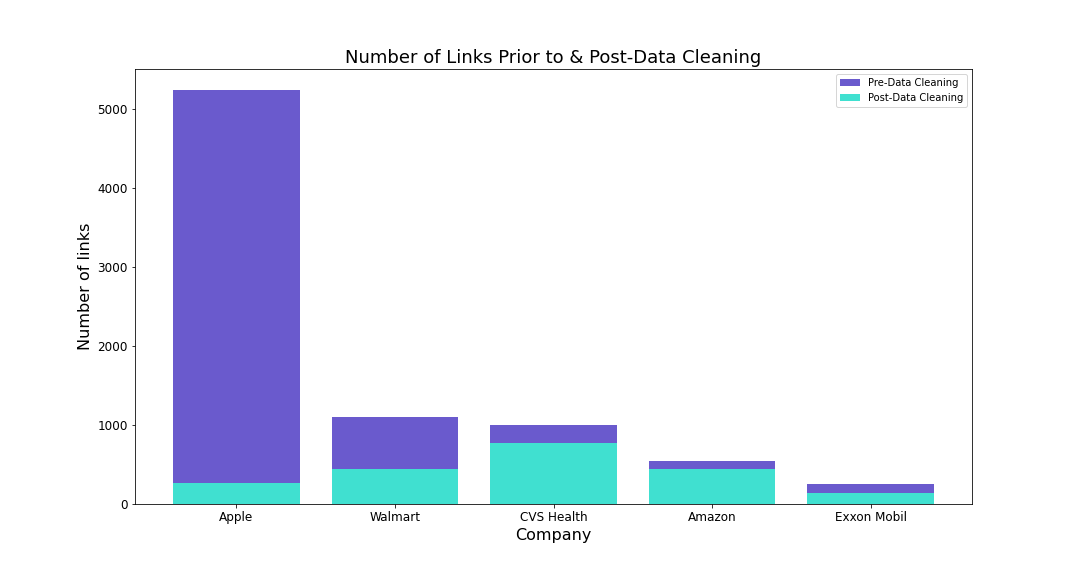 Number of Links Prior to & Post-Data Cleaning
Pre-Data Cleaning
Post-Data Cleaning
5000
4000
3000
2000
1000
0
Number of links
Apple
Walmart
CVS Health
Amazon
Exxon Mobil
Company